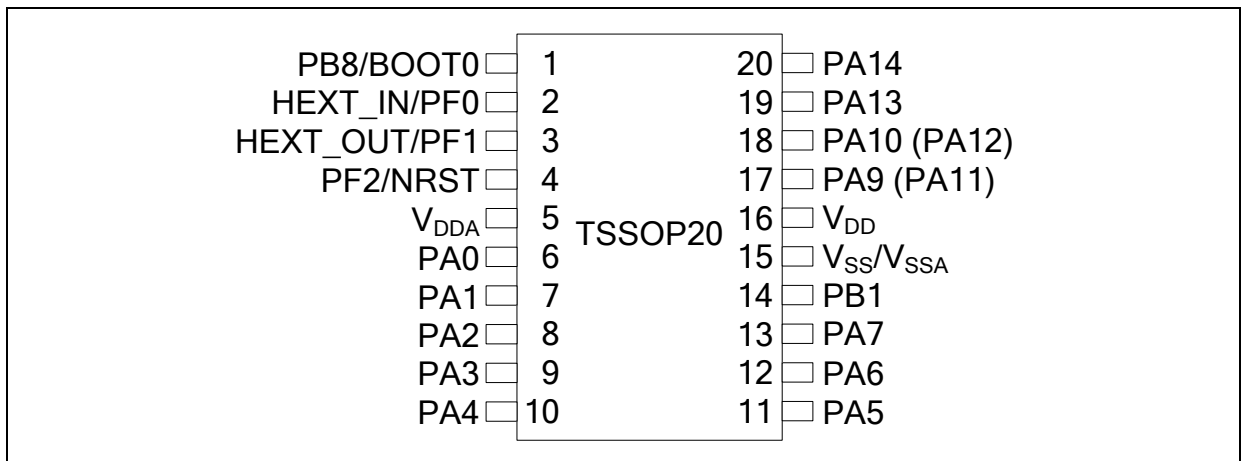 PB8/BOOT0 1 20 PA14
HEXT_IN/PF0 2 19 PA13
HEXT_OUT/PF1 3 18 PA10 (PA12)
PF2/NRST 4 17 PA9 (PA11)
VDDA 5 16 VDD
TSSOP20
PA0 6 15 VSS/VSSA
PA1 7 14 PB1
PA2 8 13 PA7
PA3 9 12 PA6
PA4 10 11 PA5